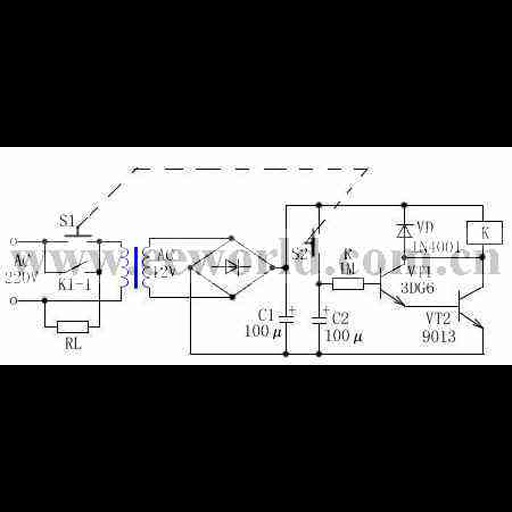 S1
AC
220V
K1-1
RL
AC
12V
S2
R
1M
VD
1N4001
K
VT1
3DG6
C1
100μ
C2
100μ
VT2
9013
www.eeworld.com.cn